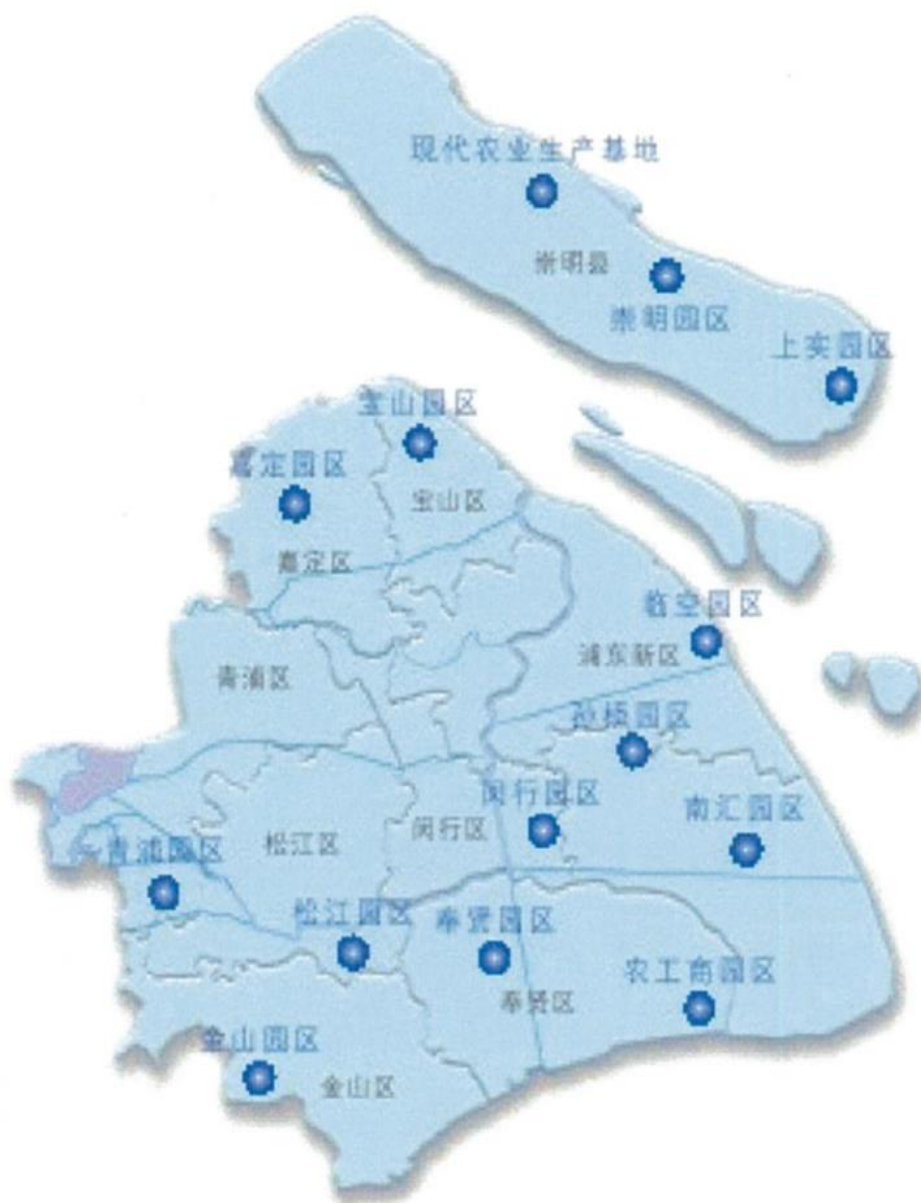 现代农业生产基地
崇明县
崇明园区
上实园区
宝山园区
嘉定园区
宝山区
嘉定区
临空园区
浦东新区
青浦区
孙桥园区
闵行园区
南汇园区
闵行区
松江区
青浦园区
松江园区
奉贤园区
农工商园区
奉贤区
金山园区
金山区